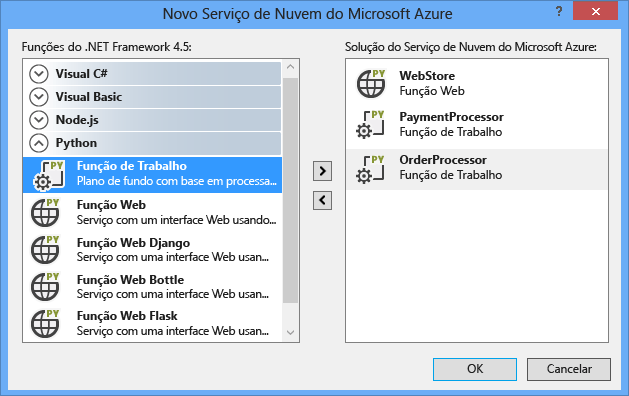 Novo Serviço de Nuvem do Microsoft Azure
?
Funções do .NET Framework 4.5:
Visual C#
Visual Basic
Node.js
Python
PY
Função de Trabalho
Plano de fundo com base em processa...
PY
Função Web
Serviço com um interface Web usando...
PY
Função Web Django
Serviço com uma interface Web usan...
PY
Função Web Bottle
Serviço com uma interface Web usan...
PY
Função Web Flask
Serviço com uma interface Web usan...
Solução do Serviço de Nuvem do Microsoft Azure:
PY
WebStore
Função Web
PY
PaymentProcessor
Função de Trabalho
PY
OrderProcessor
Função de Trabalho
OK
Cancelar